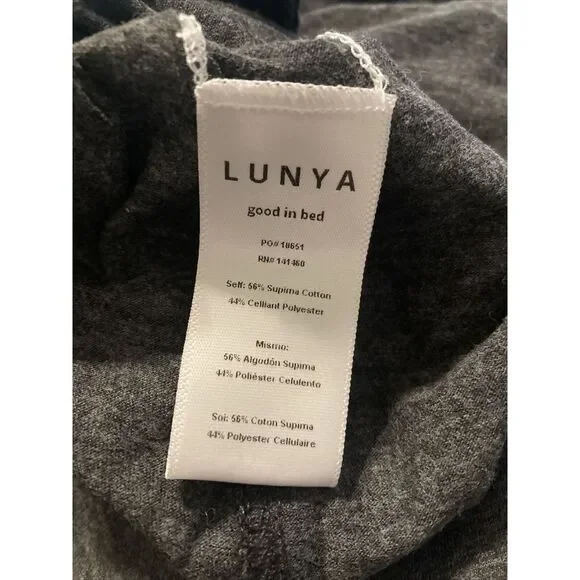 LUNYA
good in bed
PO# 10651
RN# 141460
Self: 56% Supima Cotton
44% Celliant Polyester
Mismo:
56% Algodón Supima
44% Poliéster Celulento
Soi: 56% Coton Supima
44% Polyester Cellulaire